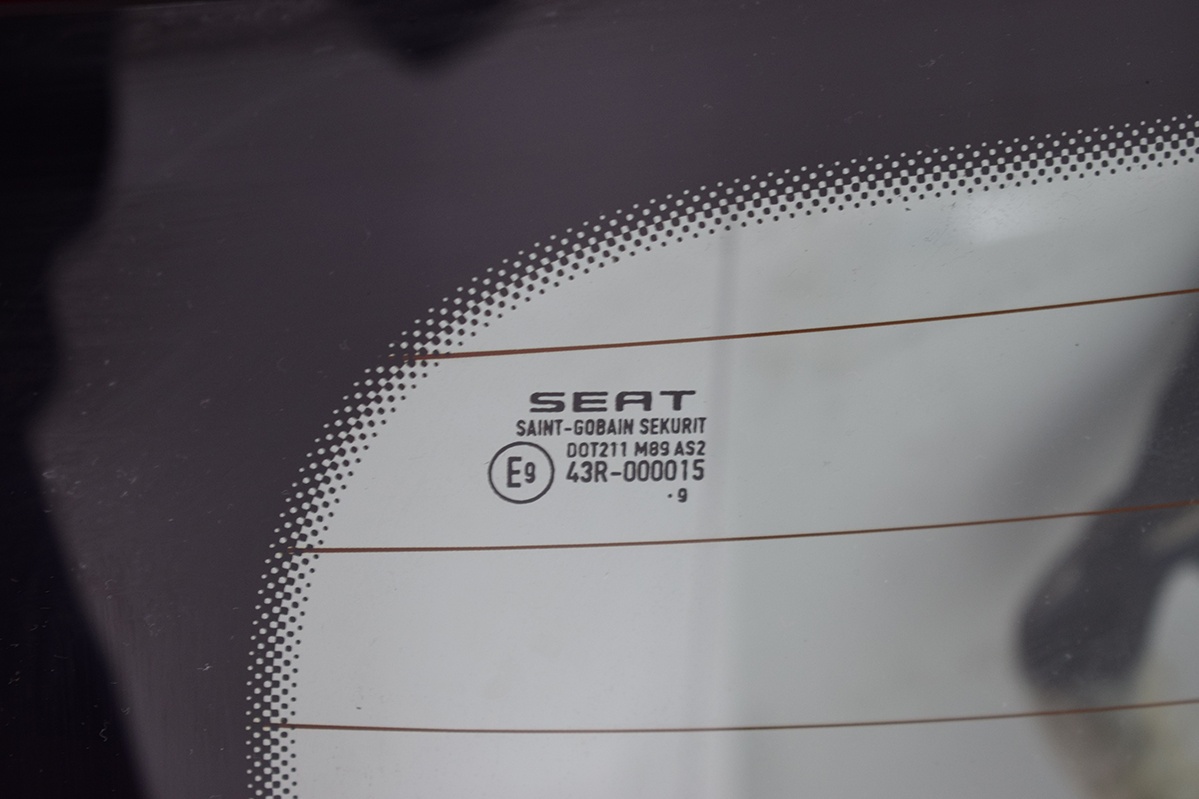 SEAT
SAINT-GOBAIN SEKURIT
DOT211 M89 AS2
E9 43R-000015
·9